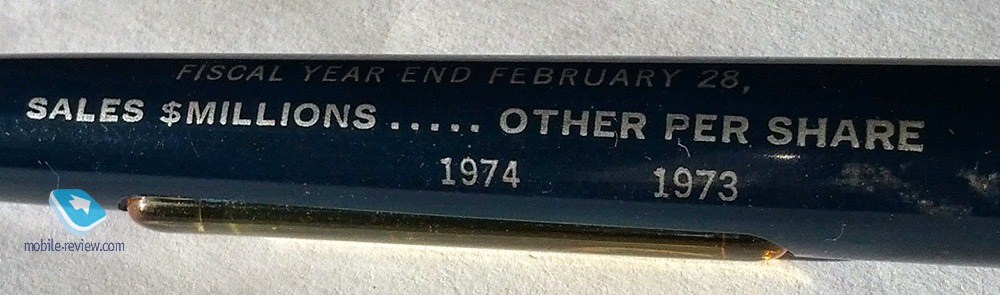 FISCAL YEAR END FEBRUARY 28,
SALES $MILLIONS ..... OTHER PER SHARE
1974 1973
mobile-review.com